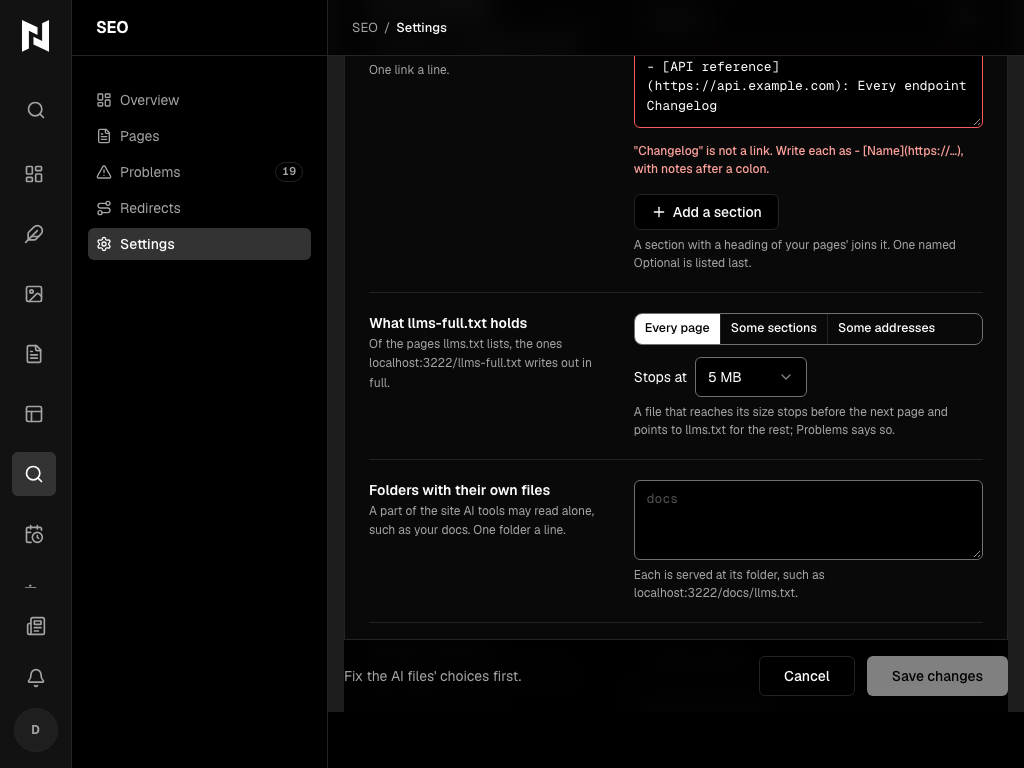 SEO
SEO / Settings
Overview
Pages
Problems 19
Redirects
Settings
One link a line.
- [API reference]
(https://api.example.com): Every endpoint
Changelog
"Changelog" is not a link. Write each as - [Name](https://…),
with notes after a colon.
+ Add a section
A section with a heading of your pages' joins it. One named
Optional is listed last.
What llms-full.txt holds
Of the pages llms.txt lists, the ones
localhost:3222/llms-full.txt writes out in
full.
Every page
Some sections
Some addresses
Stops at 5 MB
A file that reaches its size stops before the next page and
points to llms.txt for the rest; Problems says so.
Folders with their own files
A part of the site AI tools may read alone,
such as your docs. One folder a line.
docs
Each is served at its folder, such as
localhost:3222/docs/llms.txt.
Fix the AI files' choices first.
Cancel
Save changes
D